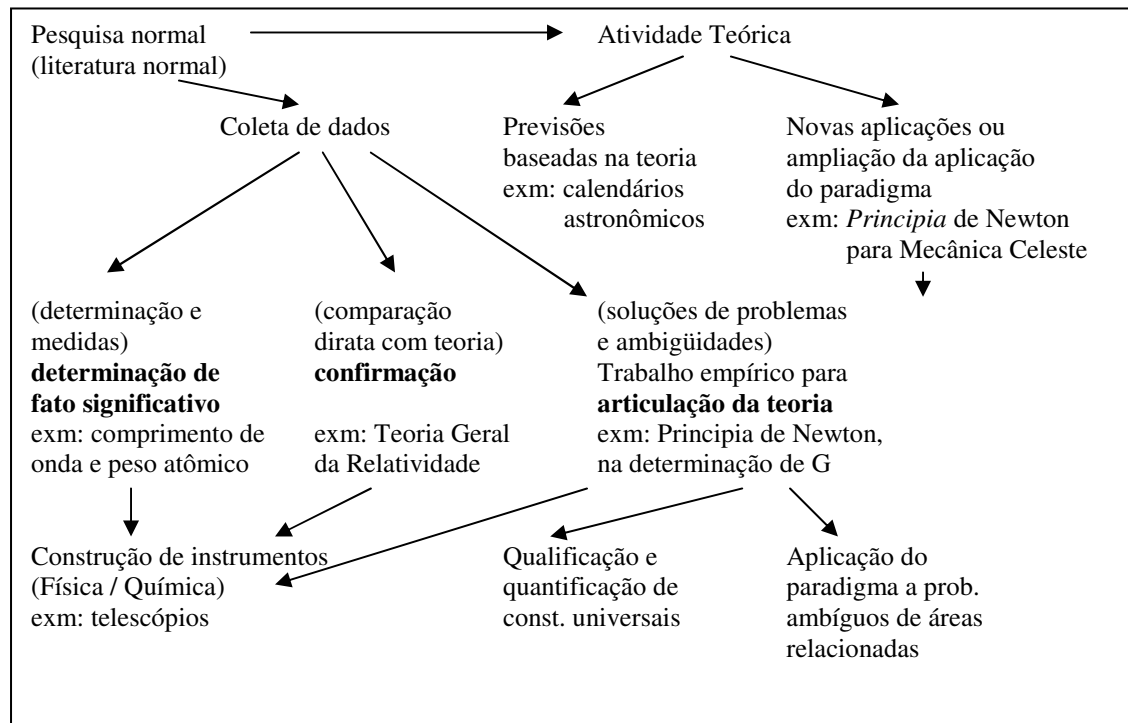 Pesquisa normal
(literatura normal)
Atividade Teórica
Coleta de dados
Previsões
baseadas na teoria
exm: calendários
astronômicos
Novas aplicações ou
ampliação da aplicação
do paradigma
exm: Principia de Newton
para Mecânica Celeste
(determinação e
medidas)
determinação de
fato significativo
exm: comprimento de
onda e peso atômico
(comparação
dirata com teoria)
confirmação
exm: Teoria Geral
da Relatividade
(soluções de problemas
e ambigüidades)
Trabalho empírico para
articulação da teoria
exm: Principia de Newton,
na determinação de G
Construção de instrumentos
(Física / Química)
exm: telescópios
Qualificação e
quantificação de
const. universais
Aplicação do
paradigma a prob.
ambíguos de áreas
relacionadas